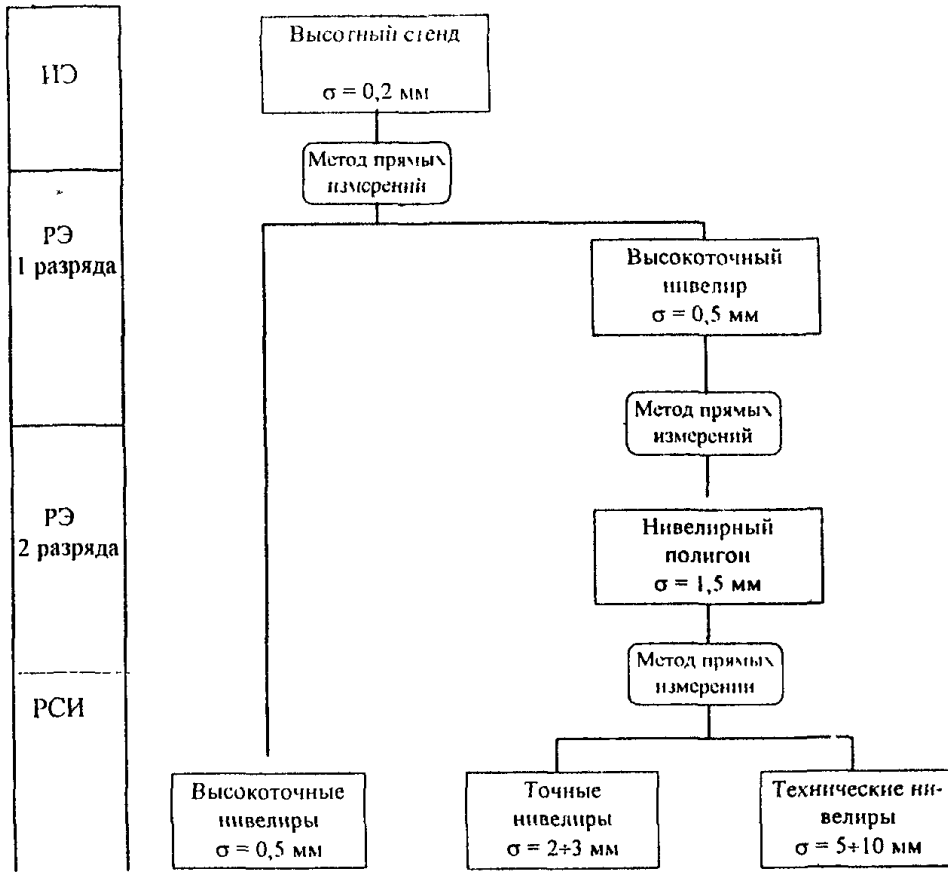 ИЭ
РЭ
1 разряда
РЭ
2 разряда
РСИ
Высотный стенд
σ = 0,2 мм
Метод прямых
измерений
Высокоточный
нивелир
σ = 0,5 мм
Метод прямых
измерений
Нивелирный
полигон
σ = 1,5 мм
Метод прямых
измерений
Высокоточные
нивелиры
σ = 0,5 мм
Точные
нивелиры
σ = 2÷3 мм
Технические ни-
велиры
σ = 5÷10 мм